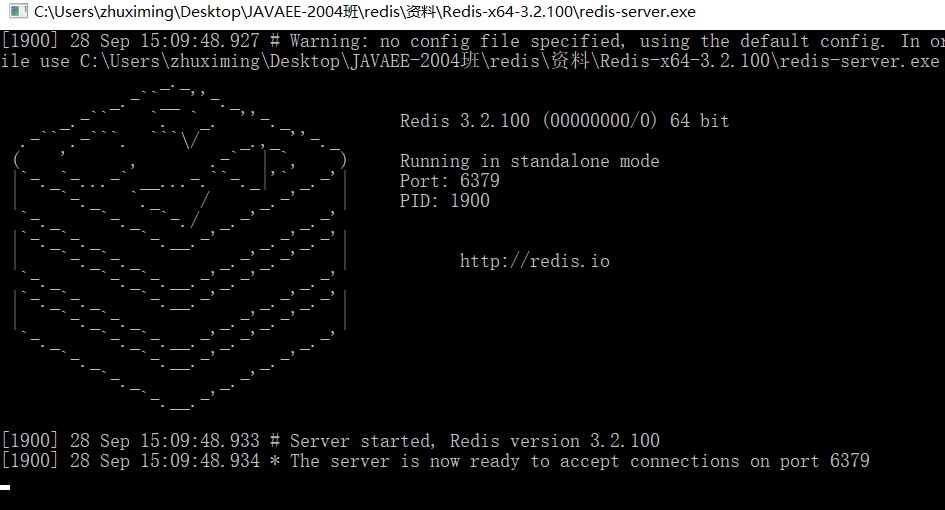 C:\Users\zhuximing\Desktop\JAVAEE-2004班\redis\资料\Redis-x64-3.2.100\redis-server.exe
[1900] 28 Sep 15:09:48.927 # Warning: no config file specified, using the default config. In or
ile use C:\Users\zhuximing\Desktop\JAVAEE-2004班\redis\资料\Redis-x64-3.2.100\redis-server.exe
Redis 3.2.100 (00000000/0) 64 bit
Running in standalone mode
Port: 6379
PID: 1900
http://redis.io
[1900] 28 Sep 15:09:48.933 # Server started, Redis version 3.2.100
[1900] 28 Sep 15:09:48.934 * The server is now ready to accept connections on port 6379